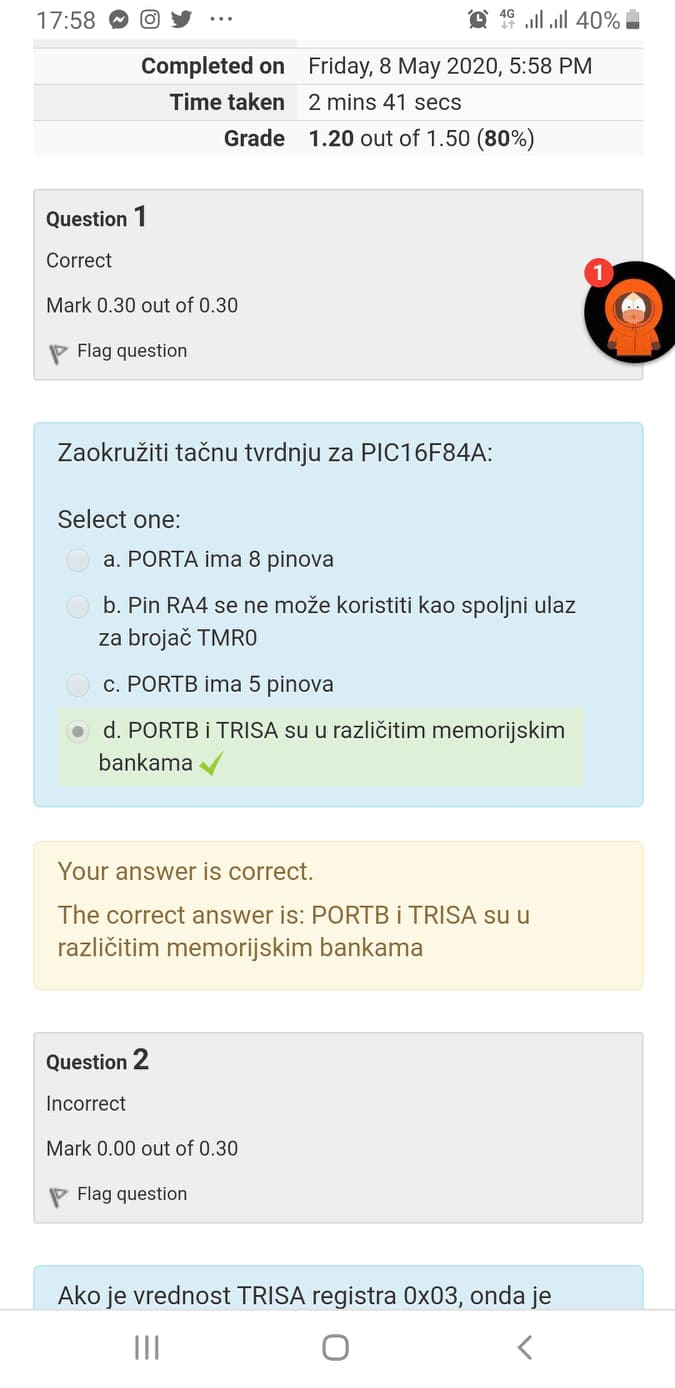 17:58 ... 4G 40%
Completed on Friday, 8 May 2020, 5:58 PM
Time taken 2 mins 41 secs
Grade 1.20 out of 1.50 (80%)
Question 1
Correct
1
Mark 0.30 out of 0.30
Flag question
Zaokružiti tačnu tvrdnju za PIC16F84A:
Select one:
a. PORTA ima 8 pinova
b. Pin RA4 se ne može koristiti kao spoljni ulaz
za brojač TMR0
c. PORTB ima 5 pinova
d. PORTB i TRISA su u različitim memorijskim
bankama
Your answer is correct.
The correct answer is: PORTB i TRISA su u
različitim memorijskim bankama
Question 2
Incorrect
Mark 0.00 out of 0.30
Flag question
Ako je vrednost TRISA registra 0x03, onda je